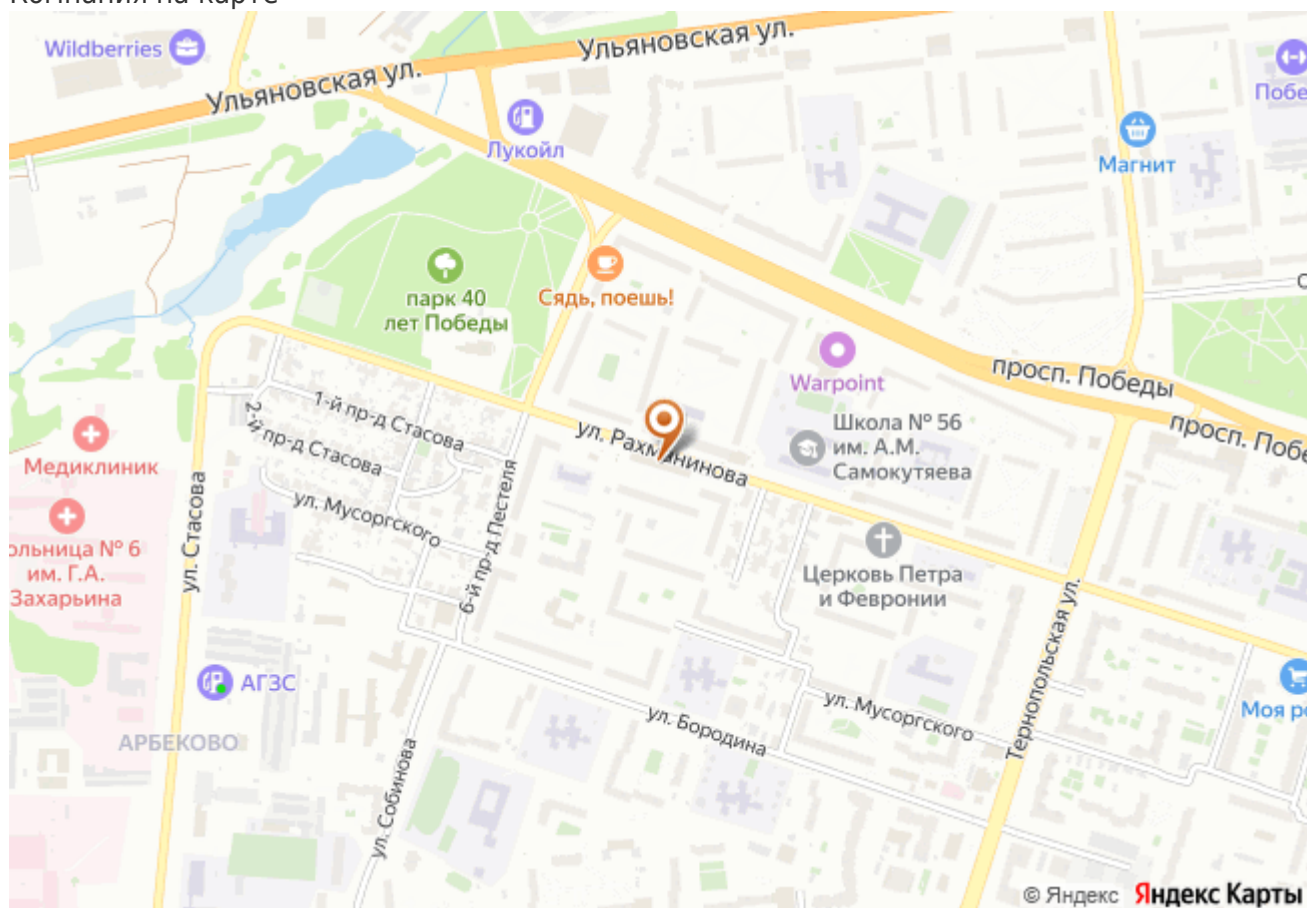 Компания на карте
Wildberries
Ульяновская ул.
Ульяновская ул.
Лукойл
Магнит
Побе
парк 40
лет Победы
Сядь, поешь!
Warpoint
просп. Победы
просп. Побе
1-й пр-д Стасова
2-й пр-д Стасова
ул. Рахманинова
Школа № 56
им. А.М.
Самокутяева
Медиклиник
ул. Стасова
ул. Мусоргского
6-й пр-д Пестеля
ольница № 6
им. Г.А.
Захарьина
Церковь Петра
и Февронии
Тернопольская ул.
АГЗС
АРБЕКОВО
ул. Собинова
ул. Бородина
ул. Мусоргского
Моя ро
© Яндекс Яндекс Карты